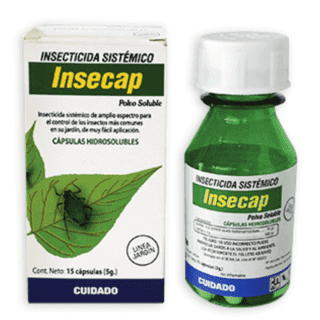 INSECTICIDA SISTÉMICO
Insecap
Polvo Soluble
Insecticida sistémico de amplio espectro para
el control de los insectos más comunes
en su jardín, de muy fácil aplicación.
CÁPSULAS HIDROSOLUBLES
LINEA
JARDÍN
Cont. Neto: 15 cápsulas (5g.)
CUIDADO
INSECTICIDA SISTÉMICO
Insecap
Polvo Soluble
CÁPSULAS HIDROSOLUBLES
CUIDADO